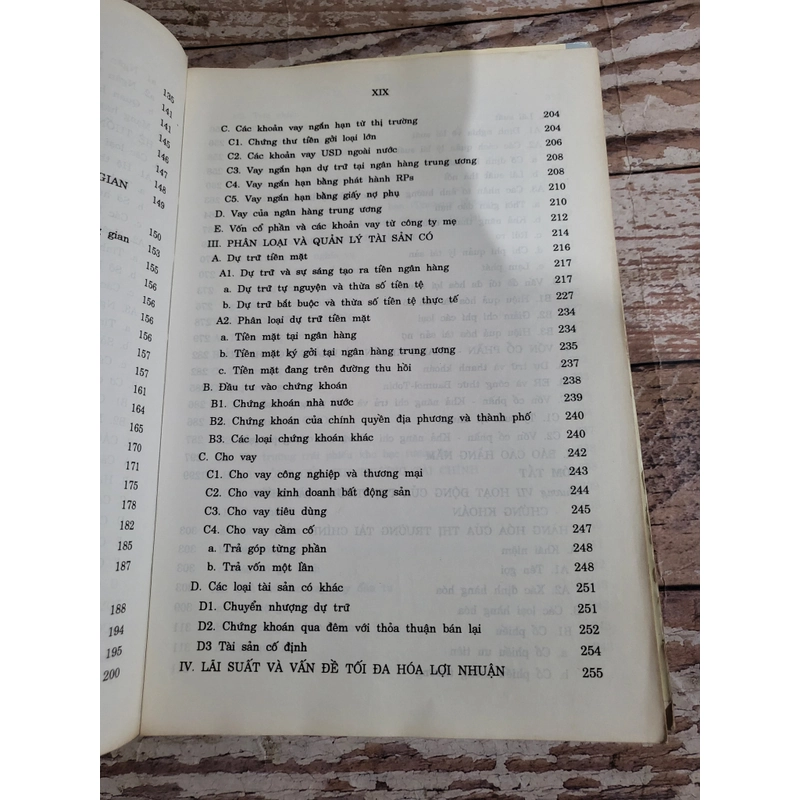 135
141
141
145
146
147
GIAN
148
149
150
gian
153
155
155
156
156
156
157
157
161
164
165
170
171
175
178
182
185
187
188
194
195
200
XIX
C. Các khoản vay ngắn hạn từ thị trường 204
C1. Chứng thư tiền gởi loại lớn 204
C2. Các khoản vay USD ngoài nước 206
C3. Vay ngắn hạn dự trữ tại ngân hàng trung ương 208
C4. Vay ngắn hạn bằng phát hành RPs 208
C5. Vay ngắn hạn bằng giấy nợ phụ 210
D. Vay của ngân hàng trung ương 210
E. Vốn cổ phần và các khoản vay từ công ty mẹ 212
III. PHÂN LOẠI VÀ QUẢN LÝ TÀI SẢN CÓ 214
A. Dự trữ tiền mặt 216
A1. Dự trữ và sự sáng tạo ra tiền ngân hàng 217
a. Dự trữ tự nguyện và thừa số tiền tệ 217
b. Dự trữ bắt buộc và thừa số tiền tệ thực tế 227
A2. Phân loại dự trữ tiền mặt 234
a. Tiền mặt tại ngân hàng 234
b. Tiền mặt ký gởi tại ngân hàng trung ương 235
c. Tiền mặt đang trên đường thu hồi 237
B. Đầu tư vào chứng khoán 238
B1. Chứng khoán nhà nước 239
B2. Chứng khoán của chính quyền địa phương và thành phố 240
B3. Các loại chứng khoán khác 240
C. Cho vay 242
C1. Cho vay công nghiệp và thương mại 243
C2. Cho vay kinh doanh bất động sản 244
C3. Cho vay tiêu dùng 245
C4. Cho vay cầm cố 247
a. Trả góp từng phần 248
b. Trả vốn một lần 248
D. Các loại tài sản có khác 251
D1. Chuyển nhượng dự trữ 251
D2. Chứng khoán qua đêm với thỏa thuận bán lại 252
D3 Tài sản cố định 254
IV. LÃI SUẤT VÀ VẤN ĐỀ TỐI ĐA HÓA LỢI NHUẬN 255